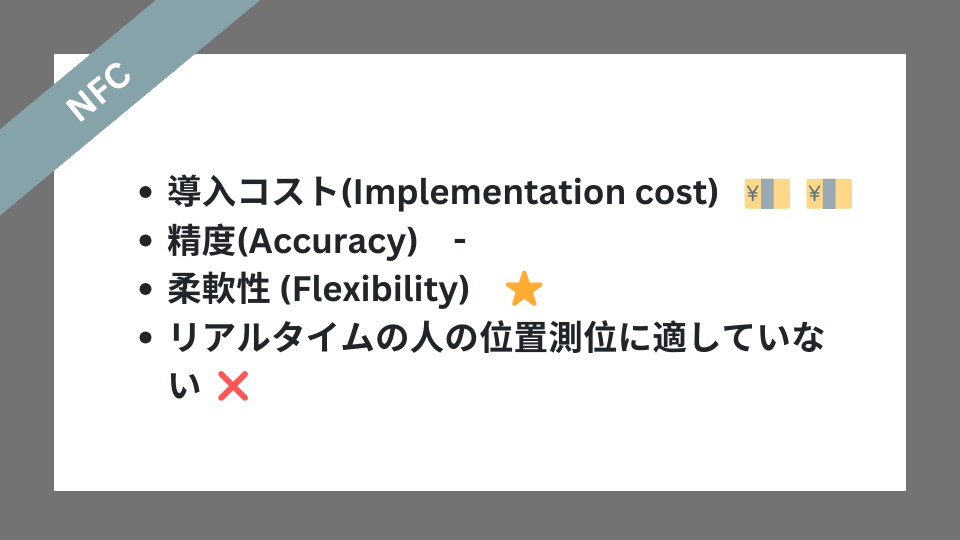 NFC
• 導入コスト(Implementation cost) 💴 💴
• 精度(Accuracy) -
• 柔軟性 (Flexibility) ⭐
• リアルタイムの人の位置測位に適していな
い ❌